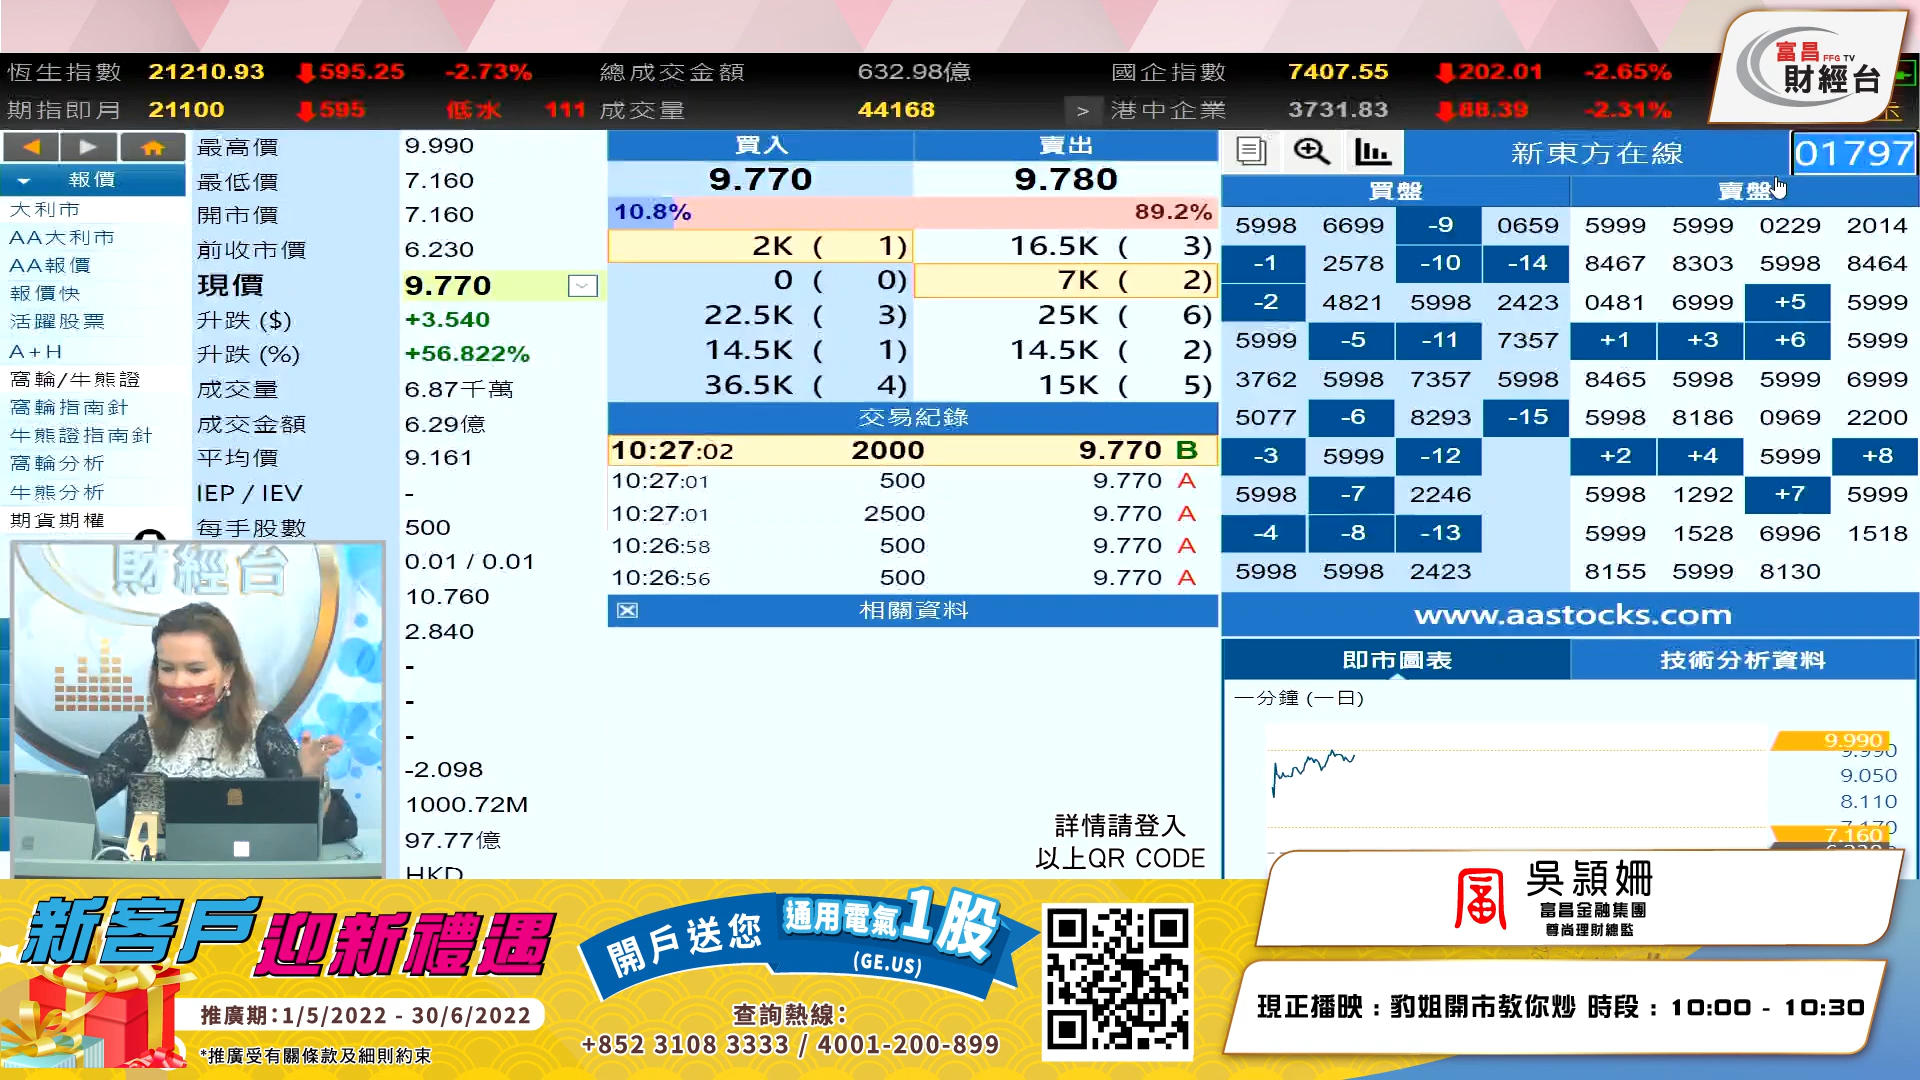 恆生指數 21210.93 595.25 -2.73% 總成交金額 632.98億 國企指數 7407.55 202.01 -2.65%
期指即月 21100 595 低水 111 成交量 44168 > 港中企業 3731.83 88.39 -2.31%
富昌 FFG TV
財經台
報價
大利市
AA大利市
AA報價
報價快
活躍股票
A+H
窩輪/牛熊證
窩輪指南針
牛熊證指南針
窩輪分析
牛熊分析
期貨期權
最高價 9.990
最低價 7.160
開市價 7.160
前收市價 6.230
現價 9.770
升跌 ($) +3.540
升跌 (%) +56.822%
成交量 6.87千萬
成交金額 6.29億
平均價 9.161
IEP / IEV -
每手股數 500
0.01 / 0.01
10.760
2.840
-
-
-
-2.098
1000.72M
97.77億
HKD
財經台
買入 賣出
9.770 9.780
10.8% 89.2%
2K ( 1) 16.5K ( 3)
0 ( 0) 7K ( 2)
22.5K ( 3) 25K ( 6)
14.5K ( 1) 14.5K ( 2)
36.5K ( 4) 15K ( 5)
交易紀錄
10:27:02 2000 9.770 B
10:27:01 500 9.770 A
10:27:01 2500 9.770 A
10:26:58 500 9.770 A
10:26:56 500 9.770 A
相關資料
詳情請登入
以上QR CODE
新東方在線 01797
買盤 賣盤
5998 6699 -9 0659 5999 5999 0229 2014
-1 2578 -10 -14 8467 8303 5998 8464
-2 4821 5998 2423 0481 6999 +5 5999
5999 -5 -11 7357 +1 +3 +6 5999
3762 5998 7357 5998 8465 5998 5999 6999
5077 -6 8293 -15 5998 8186 0969 2200
-3 5999 -12 +2 +4 5999 +8
5998 -7 2246 5998 1292 +7 5999
-4 -8 -13 5999 1528 6996 1518
5998 5998 2423 8155 5999 8130
www.aastocks.com
即市圖表 技術分析資料
一分鐘 (一日)
9.990
9.990
9.050
8.110
7.160
新客戶迎新禮遇
推廣期:1/5/2022 - 30/6/2022
*推廣受有關條款及細則約束
開戶送您 通用電氣1股
(GE.US)
查詢熱線:
+852 3108 3333 / 4001-200-899
吳潁姍
富昌金融集團
尊尚理財總監
現正播映：豹姐開市教你炒 時段：10:00 - 10:30